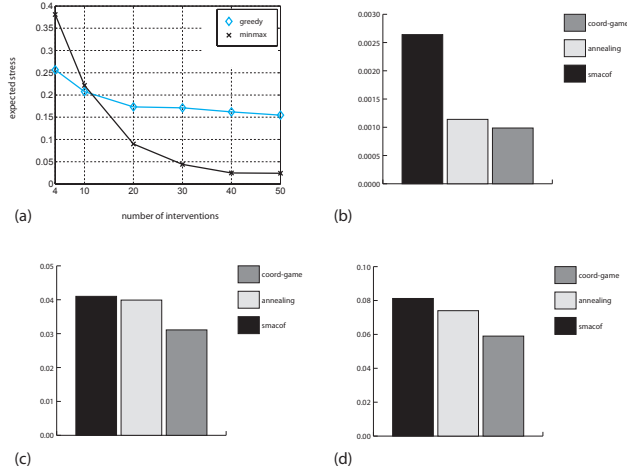 0.4
0.35
0.3
0.25
0.2
0.15
0.1
0.05
0
expected stress
greedy
minmax
4 10 20 30 40 50
number of interventions
(a)
0.0030
0.0025
0.0020
0.0015
0.0010
0.0005
0.0000
coord-game
annealing
smacof
(b)
0.05
0.04
0.03
0.02
0.01
0.00
coord-game
annealing
smacof
(c)
0.10
0.08
0.06
0.04
0.02
0.00
coord-game
annealing
smacof
(d)